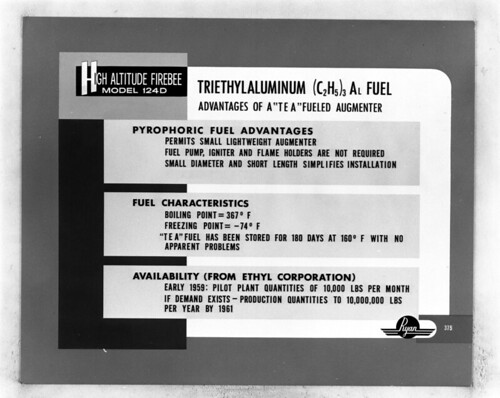 HIGH ALTITUDE FIREBEE
MODEL 124D
TRIETHYLALUMINUM (C₂H₅)₃ AL FUEL
ADVANTAGES OF A "TEA" FUELED AUGMENTER
PYROPHORIC FUEL ADVANTAGES
PERMITS SMALL LIGHTWEIGHT AUGMENTER
FUEL PUMP, IGNITER AND FLAME HOLDERS ARE NOT REQUIRED
SMALL DIAMETER AND SHORT LENGTH SIMPLIFIES INSTALLATION
FUEL CHARACTERISTICS
BOILING POINT = 367° F
FREEZING POINT = -74° F
"TEA" FUEL HAS BEEN STORED FOR 180 DAYS AT 160° F WITH NO
APPARENT PROBLEMS
AVAILABILITY (FROM ETHYL CORPORATION)
EARLY 1959: PILOT PLANT QUANTITIES OF 10,000 LBS PER MONTH
IF DEMAND EXISTS - PRODUCTION QUANTITIES TO 10,000,000 LBS
PER YEAR BY 1961
Ryan
375